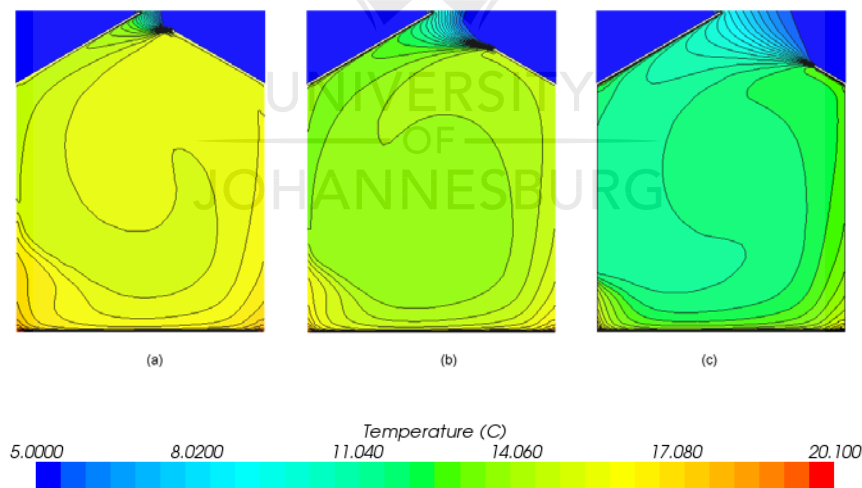 UNIVERSITY
OF
JOHANNESBURG
(a) (b) (c)
Temperature (C)
5.0000 8.0200 11.040 14.060 17.080 20.100